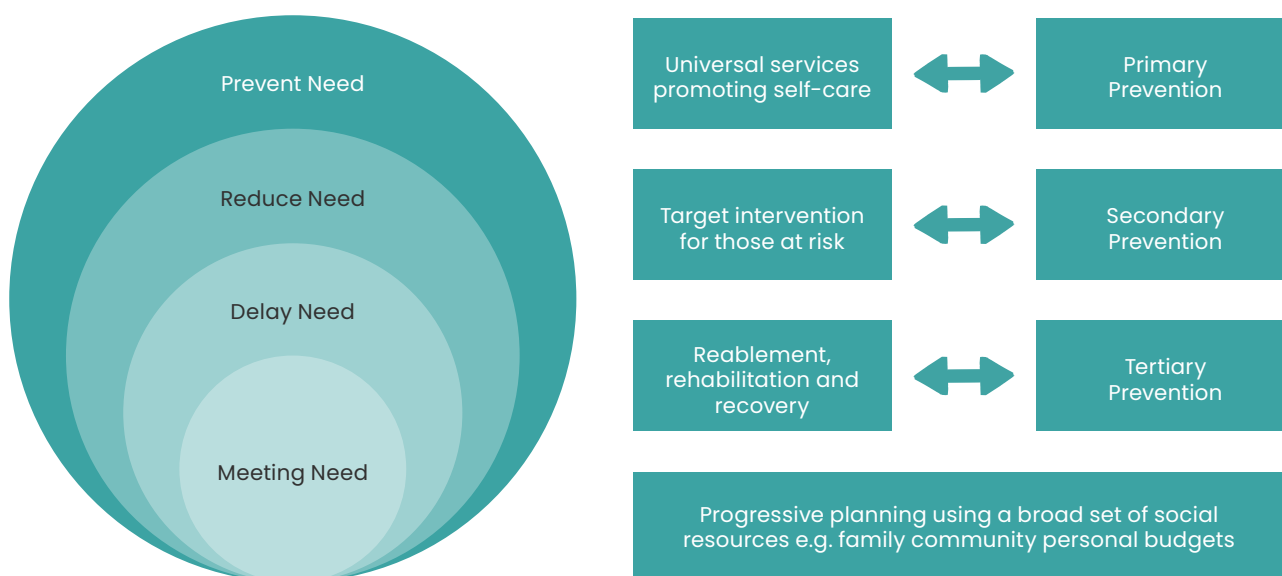 Prevent Need
Reduce Need
Delay Need
Meeting Need
Universal services
promoting self-care
Primary
Prevention
Target intervention
for those at risk
Secondary
Prevention
Reablement,
rehabilitation and
recovery
Tertiary
Prevention
Progressive planning using a broad set of social
resources e.g. family community personal budgets